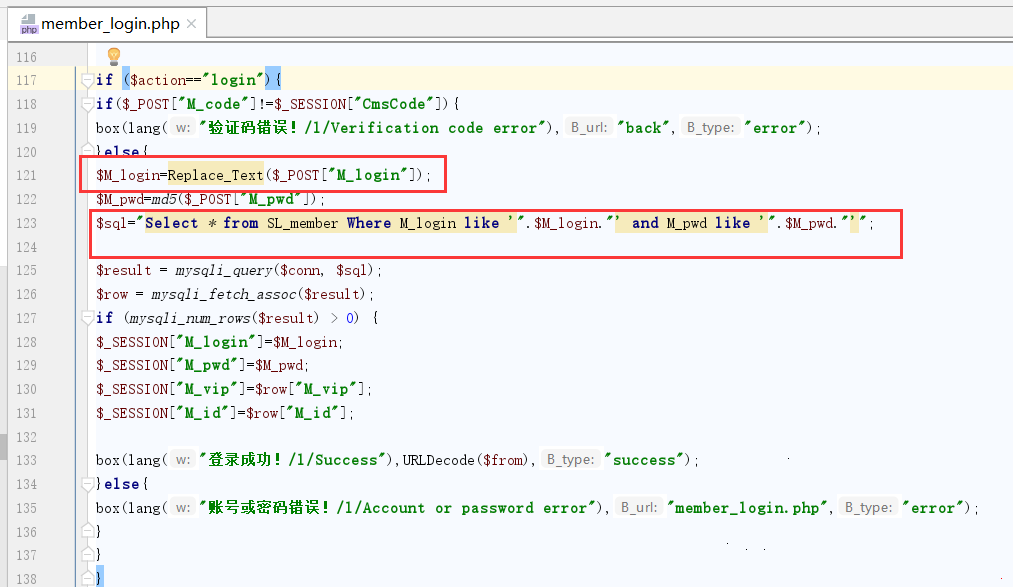 php member_login.php ×
116
117 if ($action=="login"){
118 if($_POST["M_code"]!=$_SESSION["CmsCode"]){
119 box(lang( w: "验证码错误！/l/Verification code error"), B_url: "back", B_type: "error");
120 }else{
121 $M_login=Replace_Text($_POST["M_login"]);
122 $M_pwd=md5($_POST["M_pwd"]);
123 $sql="Select * from SL_member Where M_login like '".$M_login."' and M_pwd like '".$M_pwd."'";
124
125 $result = mysqli_query($conn, $sql);
126 $row = mysqli_fetch_assoc($result);
127 if (mysqli_num_rows($result) > 0) {
128 $_SESSION["M_login"]=$M_login;
129 $_SESSION["M_pwd"]=$M_pwd;
130 $_SESSION["M_vip"]=$row["M_vip"];
131 $_SESSION["M_id"]=$row["M_id"];
132
133 box(lang( w: "登录成功！/l/Success"),URLDecode($from), B_type: "success");
134 }else{
135 box(lang( w: "账号或密码错误！/l/Account or password error"), B_url: "member_login.php", B_type: "error");
136 }
137 }
138 }